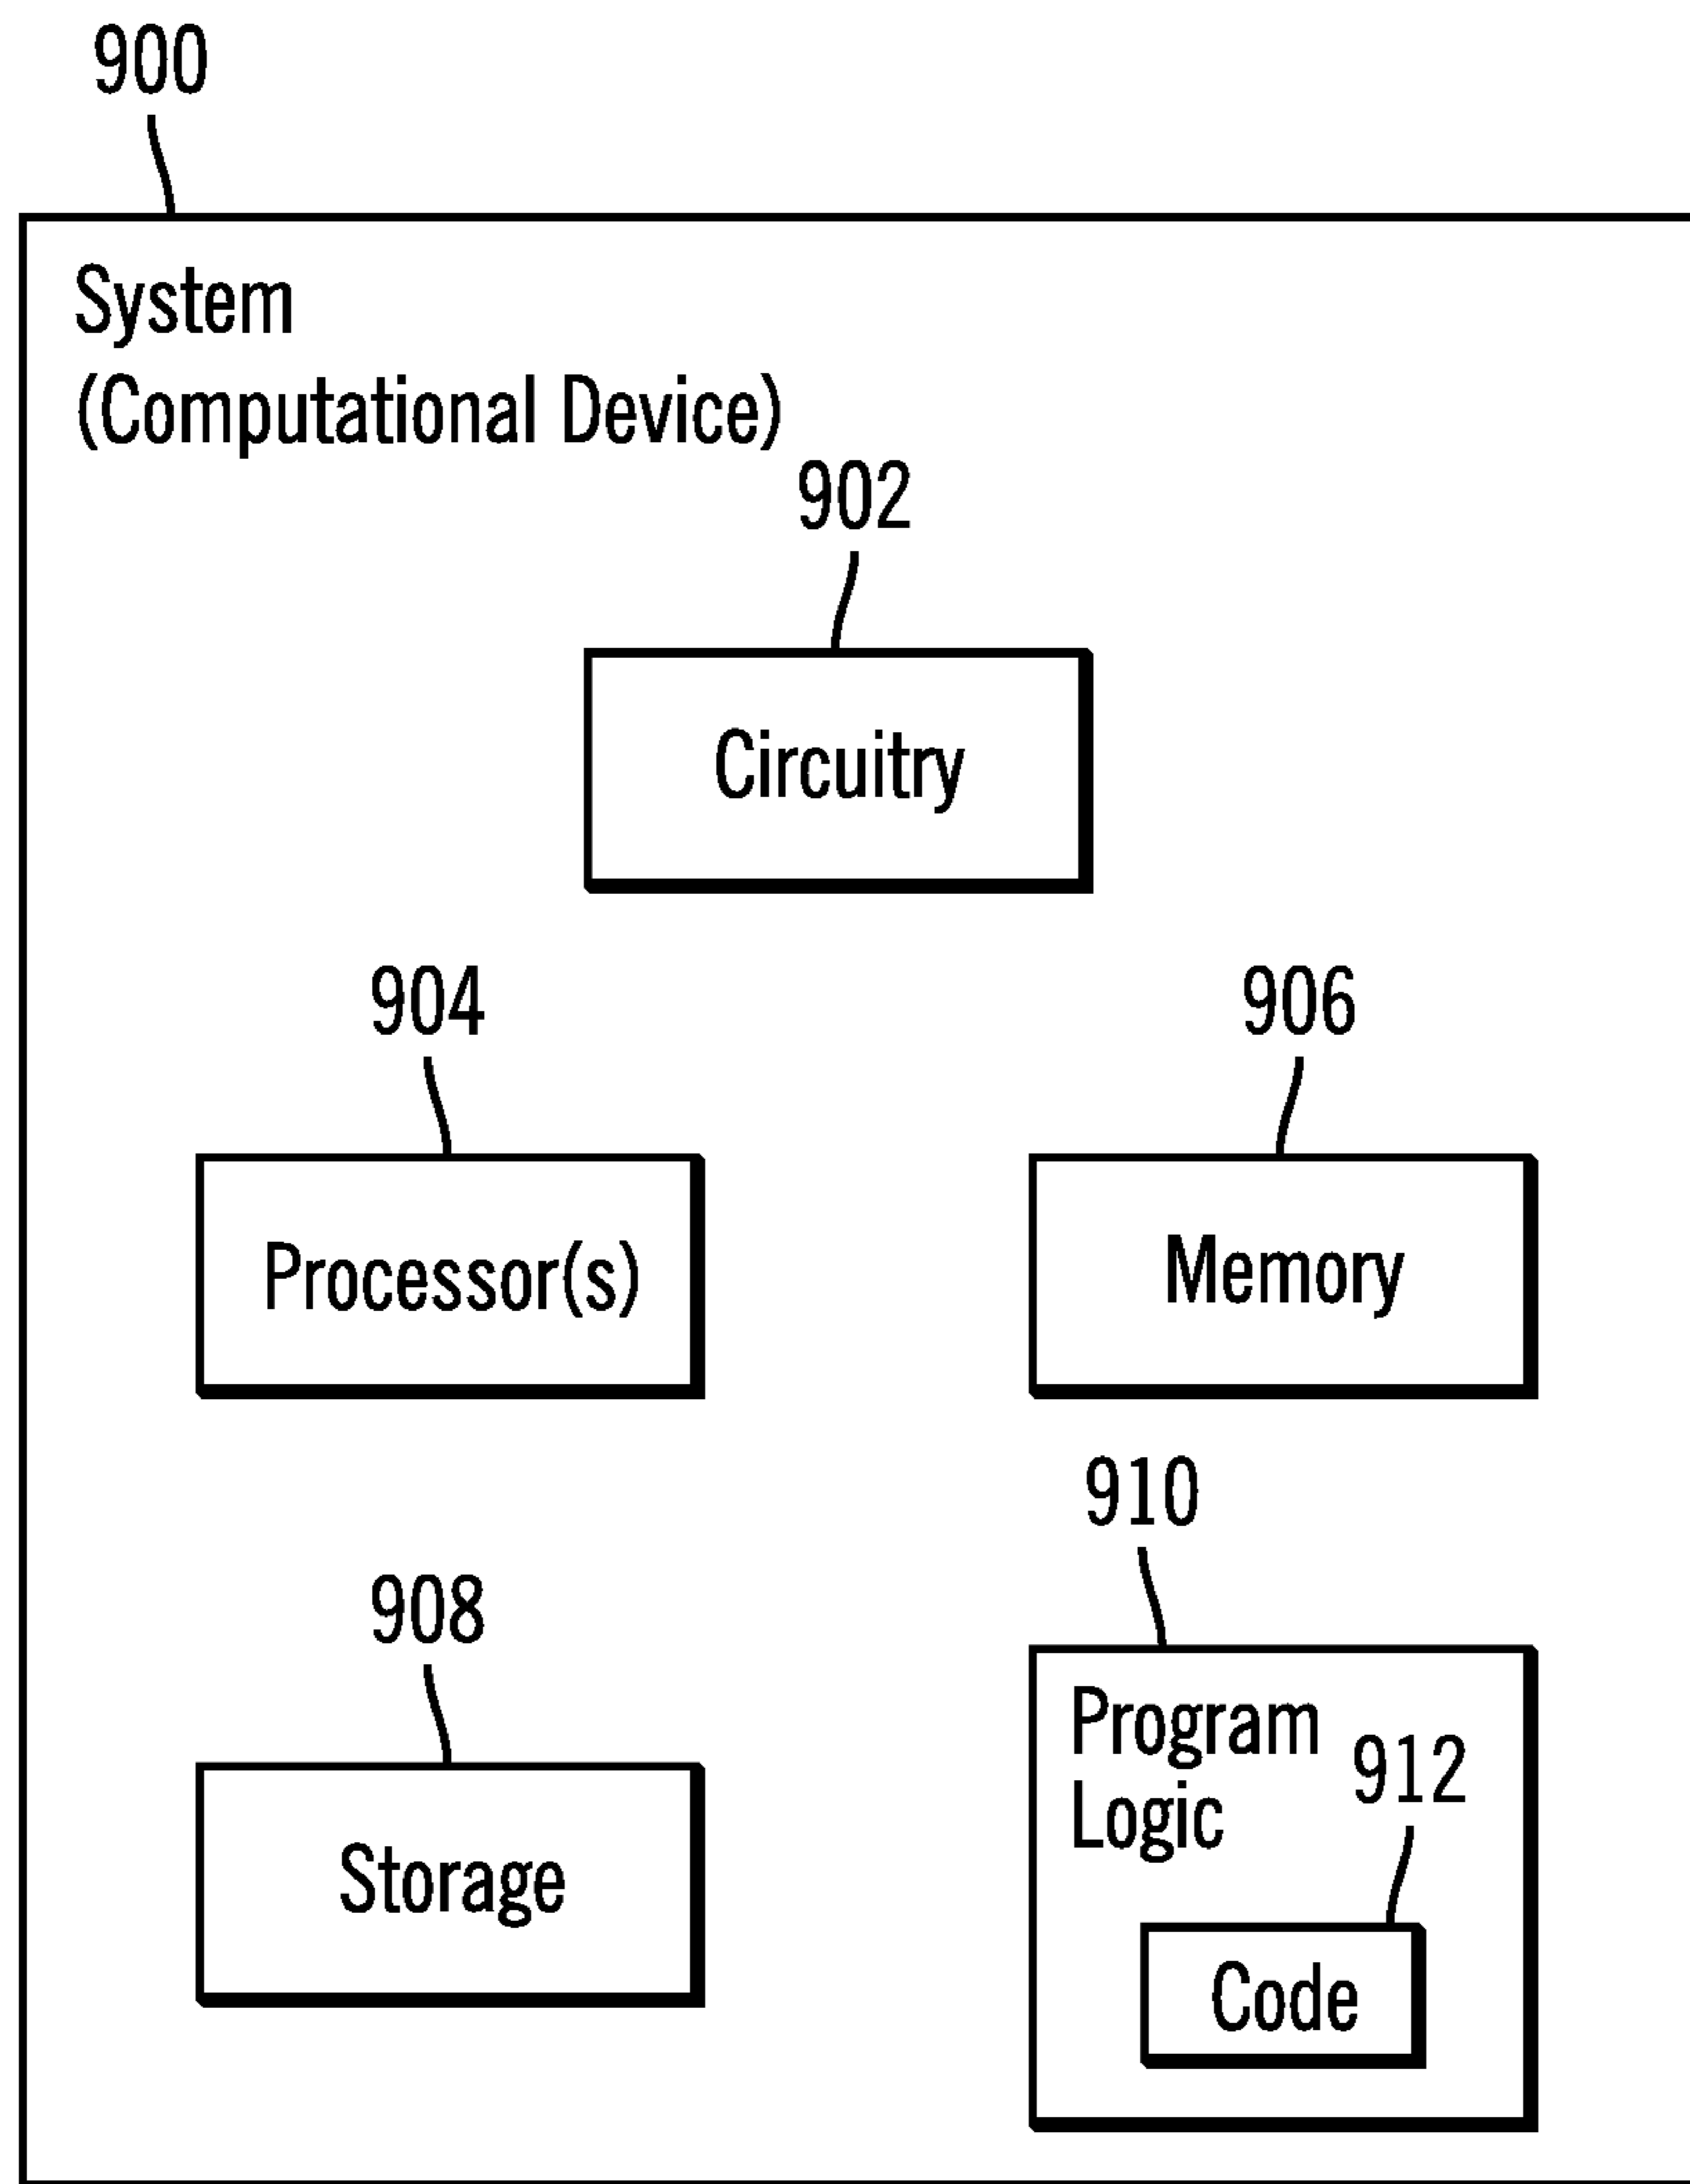 900
System
(Computational Device)
902
Circuitry
904
906
Processor(s)
Memory
910
908
Program
Logic
912
Storage
Code